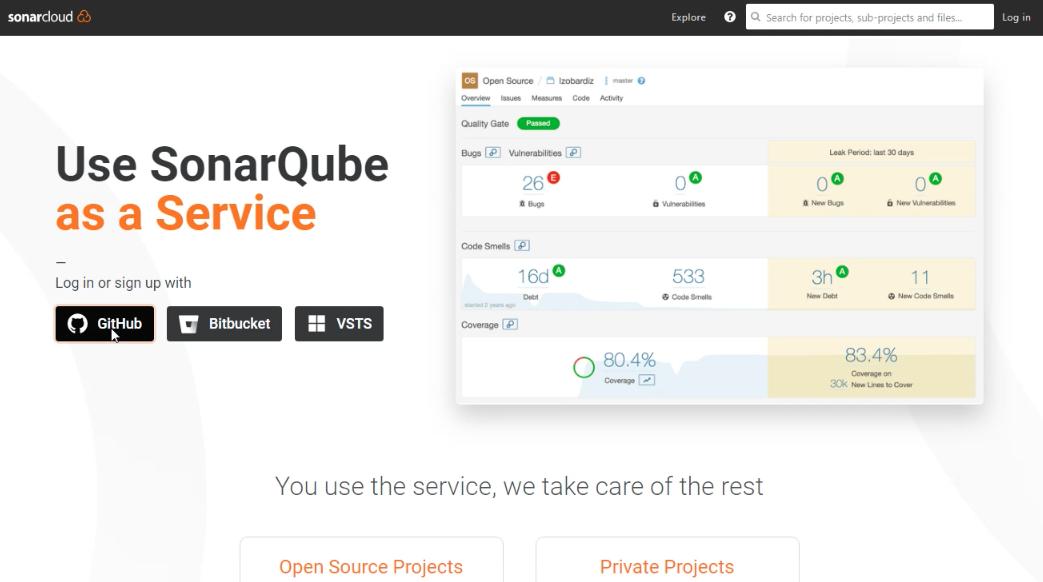 sonarcloud
Explore
Search for projects, sub-projects and files...
Log in
OS Open Source / Izobardiz master
Overview Issues Measures Code Activity
Quality Gate Passed
Bugs Vulnerabilities
Leak Period: last 30 days
26 E
Bugs
0 A
Vulnerabilities
0 A
New Bugs
0 A
New Vulnerabilities
Code Smells
16d A
Debt
started 2 years ago
533
Code Smells
3h A
New Debt
11
New Code Smells
Coverage
80.4%
Coverage
83.4%
Coverage on
30k New Lines to Cover
Use SonarQube
as a Service
–
Log in or sign up with
GitHub
Bitbucket
VSTS
You use the service, we take care of the rest
Open Source Projects
Private Projects